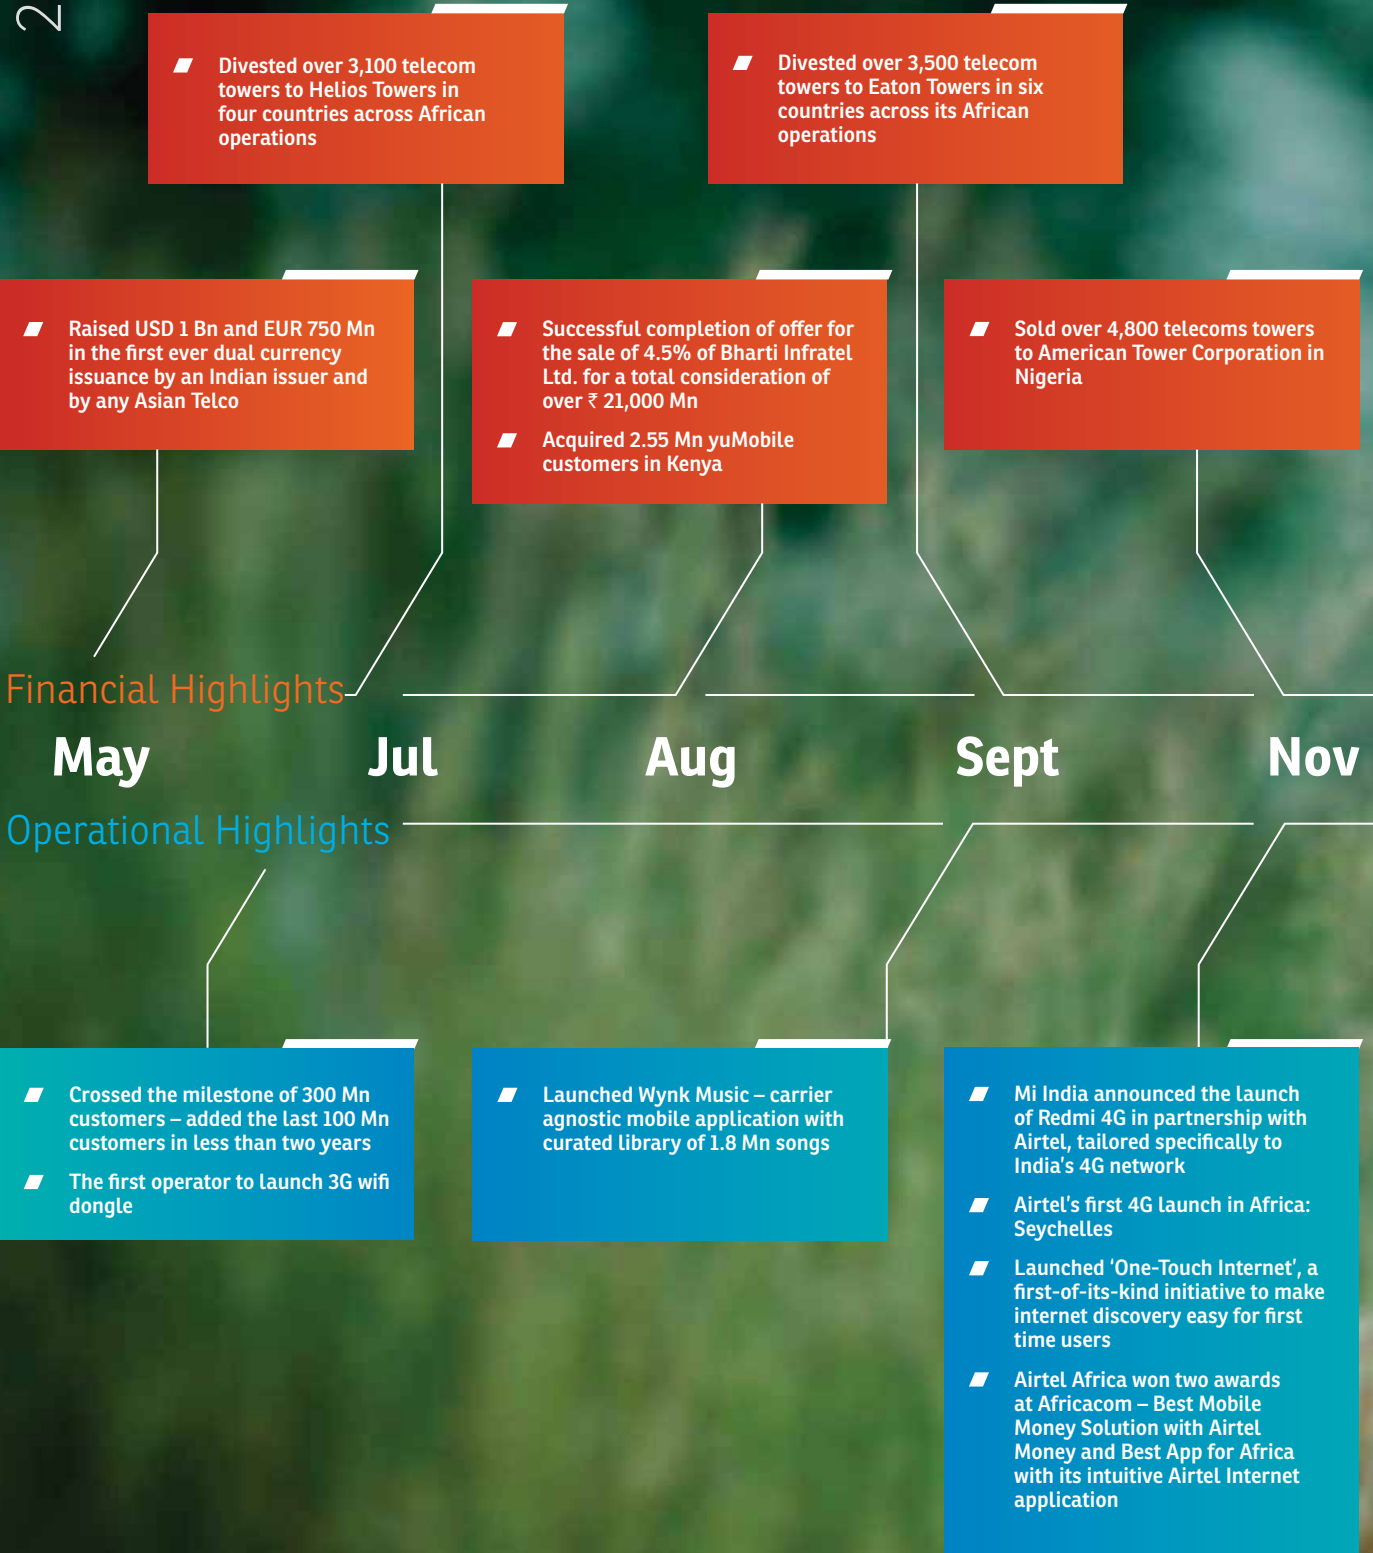 2
Divested over 3,100 telecom
towers to Helios Towers in
four countries across African
operations
Divested over 3,500 telecom
towers to Eaton Towers in six
countries across its African
operations
Raised USD 1 Bn and EUR 750 Mn
in the first ever dual currency
issuance by an Indian issuer and
by any Asian Telco
Successful completion of offer for
the sale of 4.5% of Bharti Infratel
Ltd. for a total consideration of
over ₹ 21,000 Mn
Acquired 2.55 Mn yuMobile
customers in Kenya
Sold over 4,800 telecoms towers
to American Tower Corporation in
Nigeria
Financial Highlights
May Jul Aug Sept Nov
Operational Highlights
Crossed the milestone of 300 Mn
customers – added the last 100 Mn
customers in less than two years
The first operator to launch 3G wifi
dongle
Launched Wynk Music – carrier
agnostic mobile application with
curated library of 1.8 Mn songs
Mi India announced the launch
of Redmi 4G in partnership with
Airtel, tailored specifically to
India's 4G network
Airtel's first 4G launch in Africa:
Seychelles
Launched ‘One-Touch Internet’, a
first-of-its-kind initiative to make
internet discovery easy for first
time users
Airtel Africa won two awards
at Africacom – Best Mobile
Money Solution with Airtel
Money and Best App for Africa
with its intuitive Airtel Internet
application